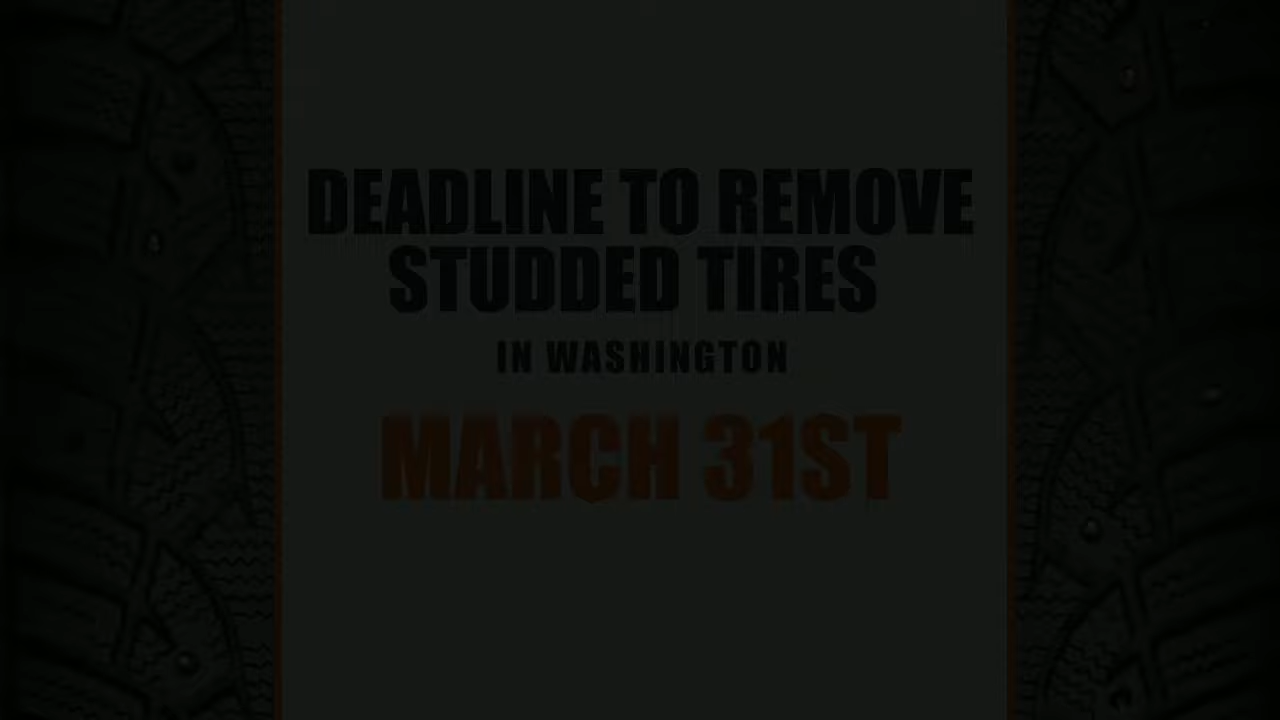 DEADLINE TO REMOVE
STUDDED TIRES
IN WASHINGTON
MARCH 31ST